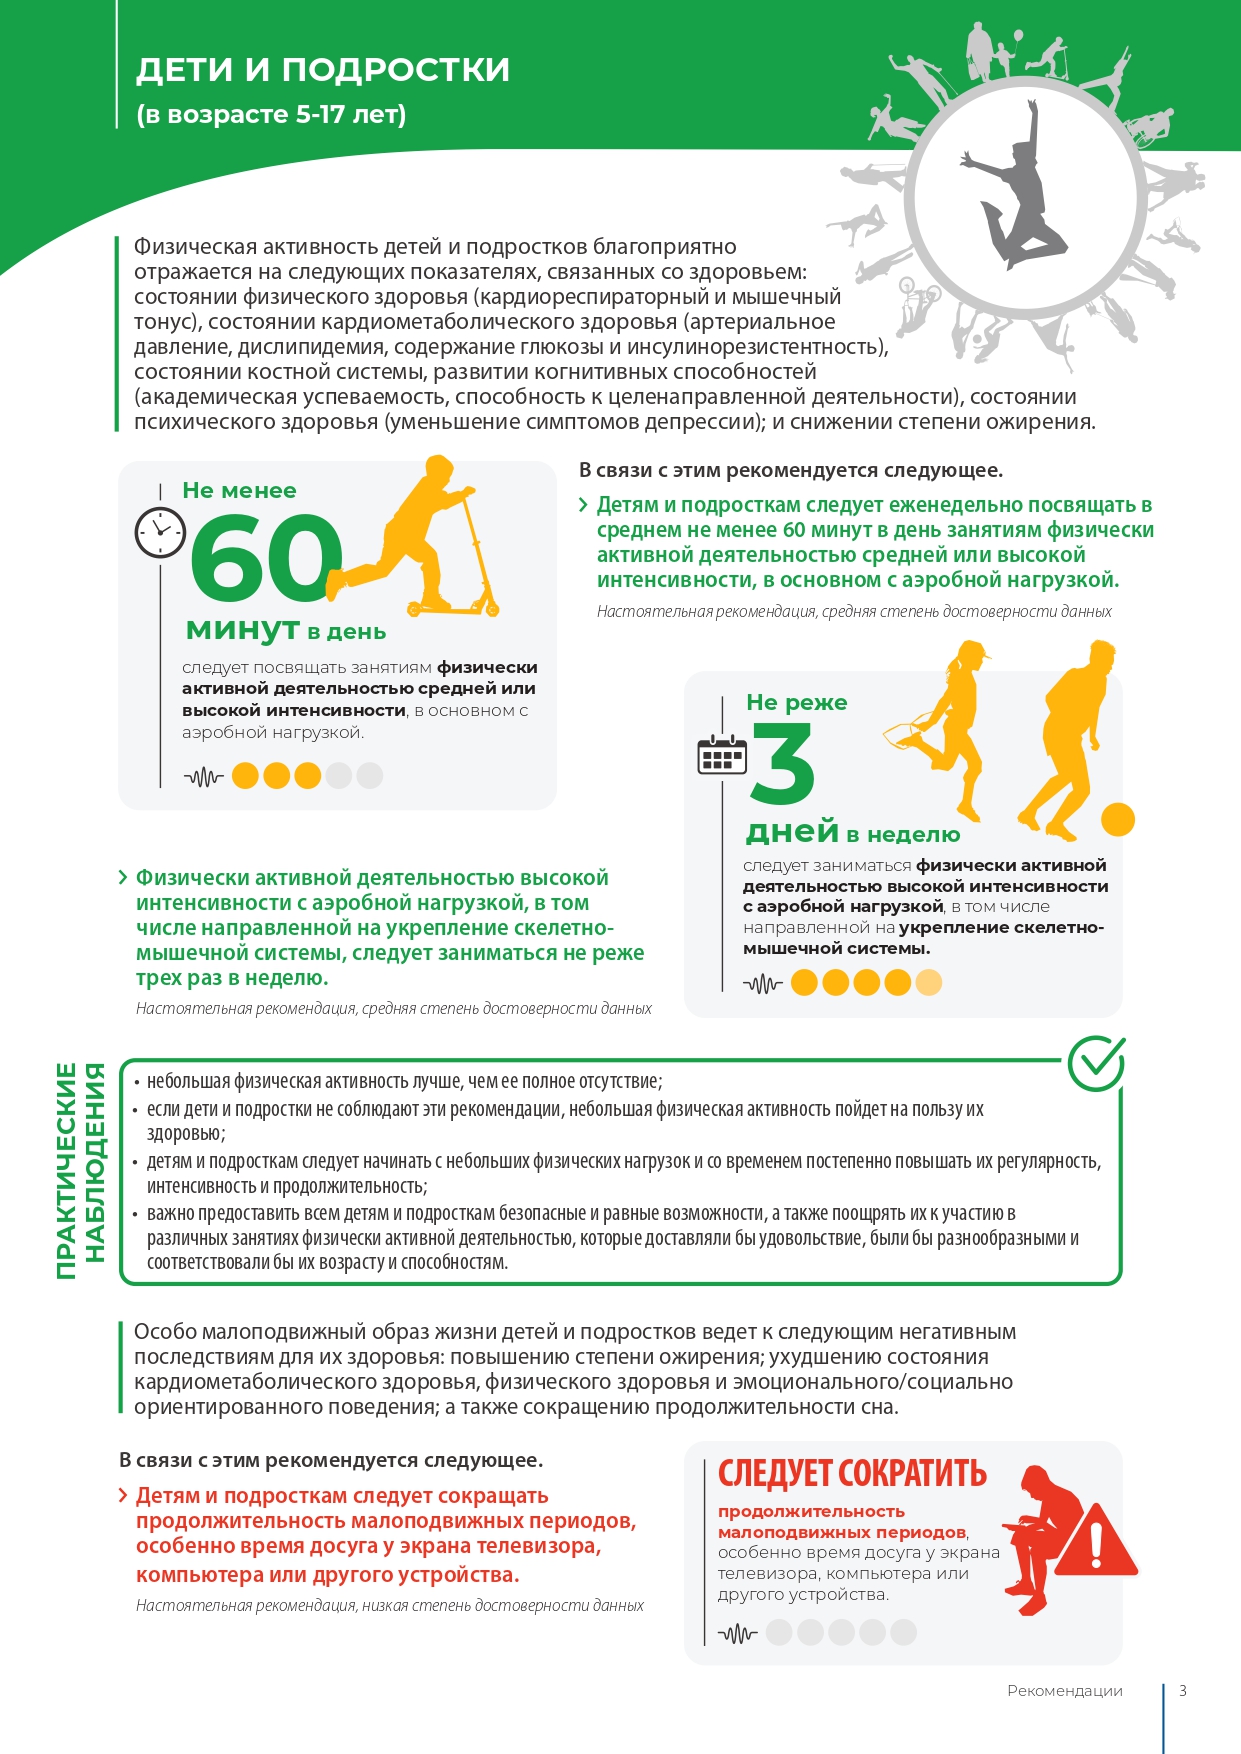 ДЕТИ И ПОДРОСТКИ
(в возрасте 5-17 лет)
Физическая активность детей и подростков благоприятно
отражается на следующих показателях, связанных со здоровьем:
состоянии физического здоровья (кардиореспираторный и мышечный
тонус), состоянии кардиометаболического здоровья (артериальное
давление, дислипидемия, содержание глюкозы и инсулинорезистентность),
состоянии костной системы, развитии когнитивных способностей
(академическая успеваемость, способность к целенаправленной деятельности), состоянии
психического здоровья (уменьшение симптомов депрессии); и снижении степени ожирения.
Не менее
60
минут в день
следует посвящать занятиям физически
активной деятельностью средней или
высокой интенсивности, в основном с
аэробной нагрузкой.
В связи с этим рекомендуется следующее.
Детям и подросткам следует еженедельно посвящать в
среднем не менее 60 минут в день занятиям физически
активной деятельностью средней или высокой
интенсивности, в основном с аэробной нагрузкой.
Настоятельная рекомендация, средняя степень достоверности данных
Не реже
3
дней в неделю
следует заниматься физически активной
деятельностью высокой интенсивности
с аэробной нагрузкой, в том числе
направленной на укрепление скелетно-
мышечной системы.
Физически активной деятельностью высокой
интенсивности с аэробной нагрузкой, в том
числе направленной на укрепление скелетно-
мышечной системы, следует заниматься не реже
трех раз в неделю.
Настоятельная рекомендация, средняя степень достоверности данных
ПРАКТИЧЕСКИЕ
НАБЛЮДЕНИЯ
• небольшая физическая активность лучше, чем ее полное отсутствие;
• если дети и подростки не соблюдают эти рекомендации, небольшая физическая активность пойдет на пользу их
здоровью;
• детям и подросткам следует начинать с небольших физических нагрузок и со временем постепенно повышать их регулярность,
интенсивность и продолжительность;
• важно предоставить всем детям и подросткам безопасные и равные возможности, а также поощрять их к участию в
различных занятиях физически активной деятельностью, которые доставляли бы удовольствие, были бы разнообразными и
соответствовали бы их возрасту и способностям.
Особо малоподвижный образ жизни детей и подростков ведет к следующим негативным
последствиям для их здоровья: повышению степени ожирения; ухудшению состояния
кардиометаболического здоровья, физического здоровья и эмоционального/социально
ориентированного поведения; а также сокращению продолжительности сна.
В связи с этим рекомендуется следующее.
Детям и подросткам следует сокращать
продолжительность малоподвижных периодов,
особенно время досуга у экрана телевизора,
компьютера или другого устройства.
Настоятельная рекомендация, низкая степень достоверности данных
СЛЕДУЕТ СОКРАТИТЬ
продолжительность
малоподвижных периодов,
особенно время досуга у экрана
телевизора, компьютера или
другого устройства.
Рекомендации
3